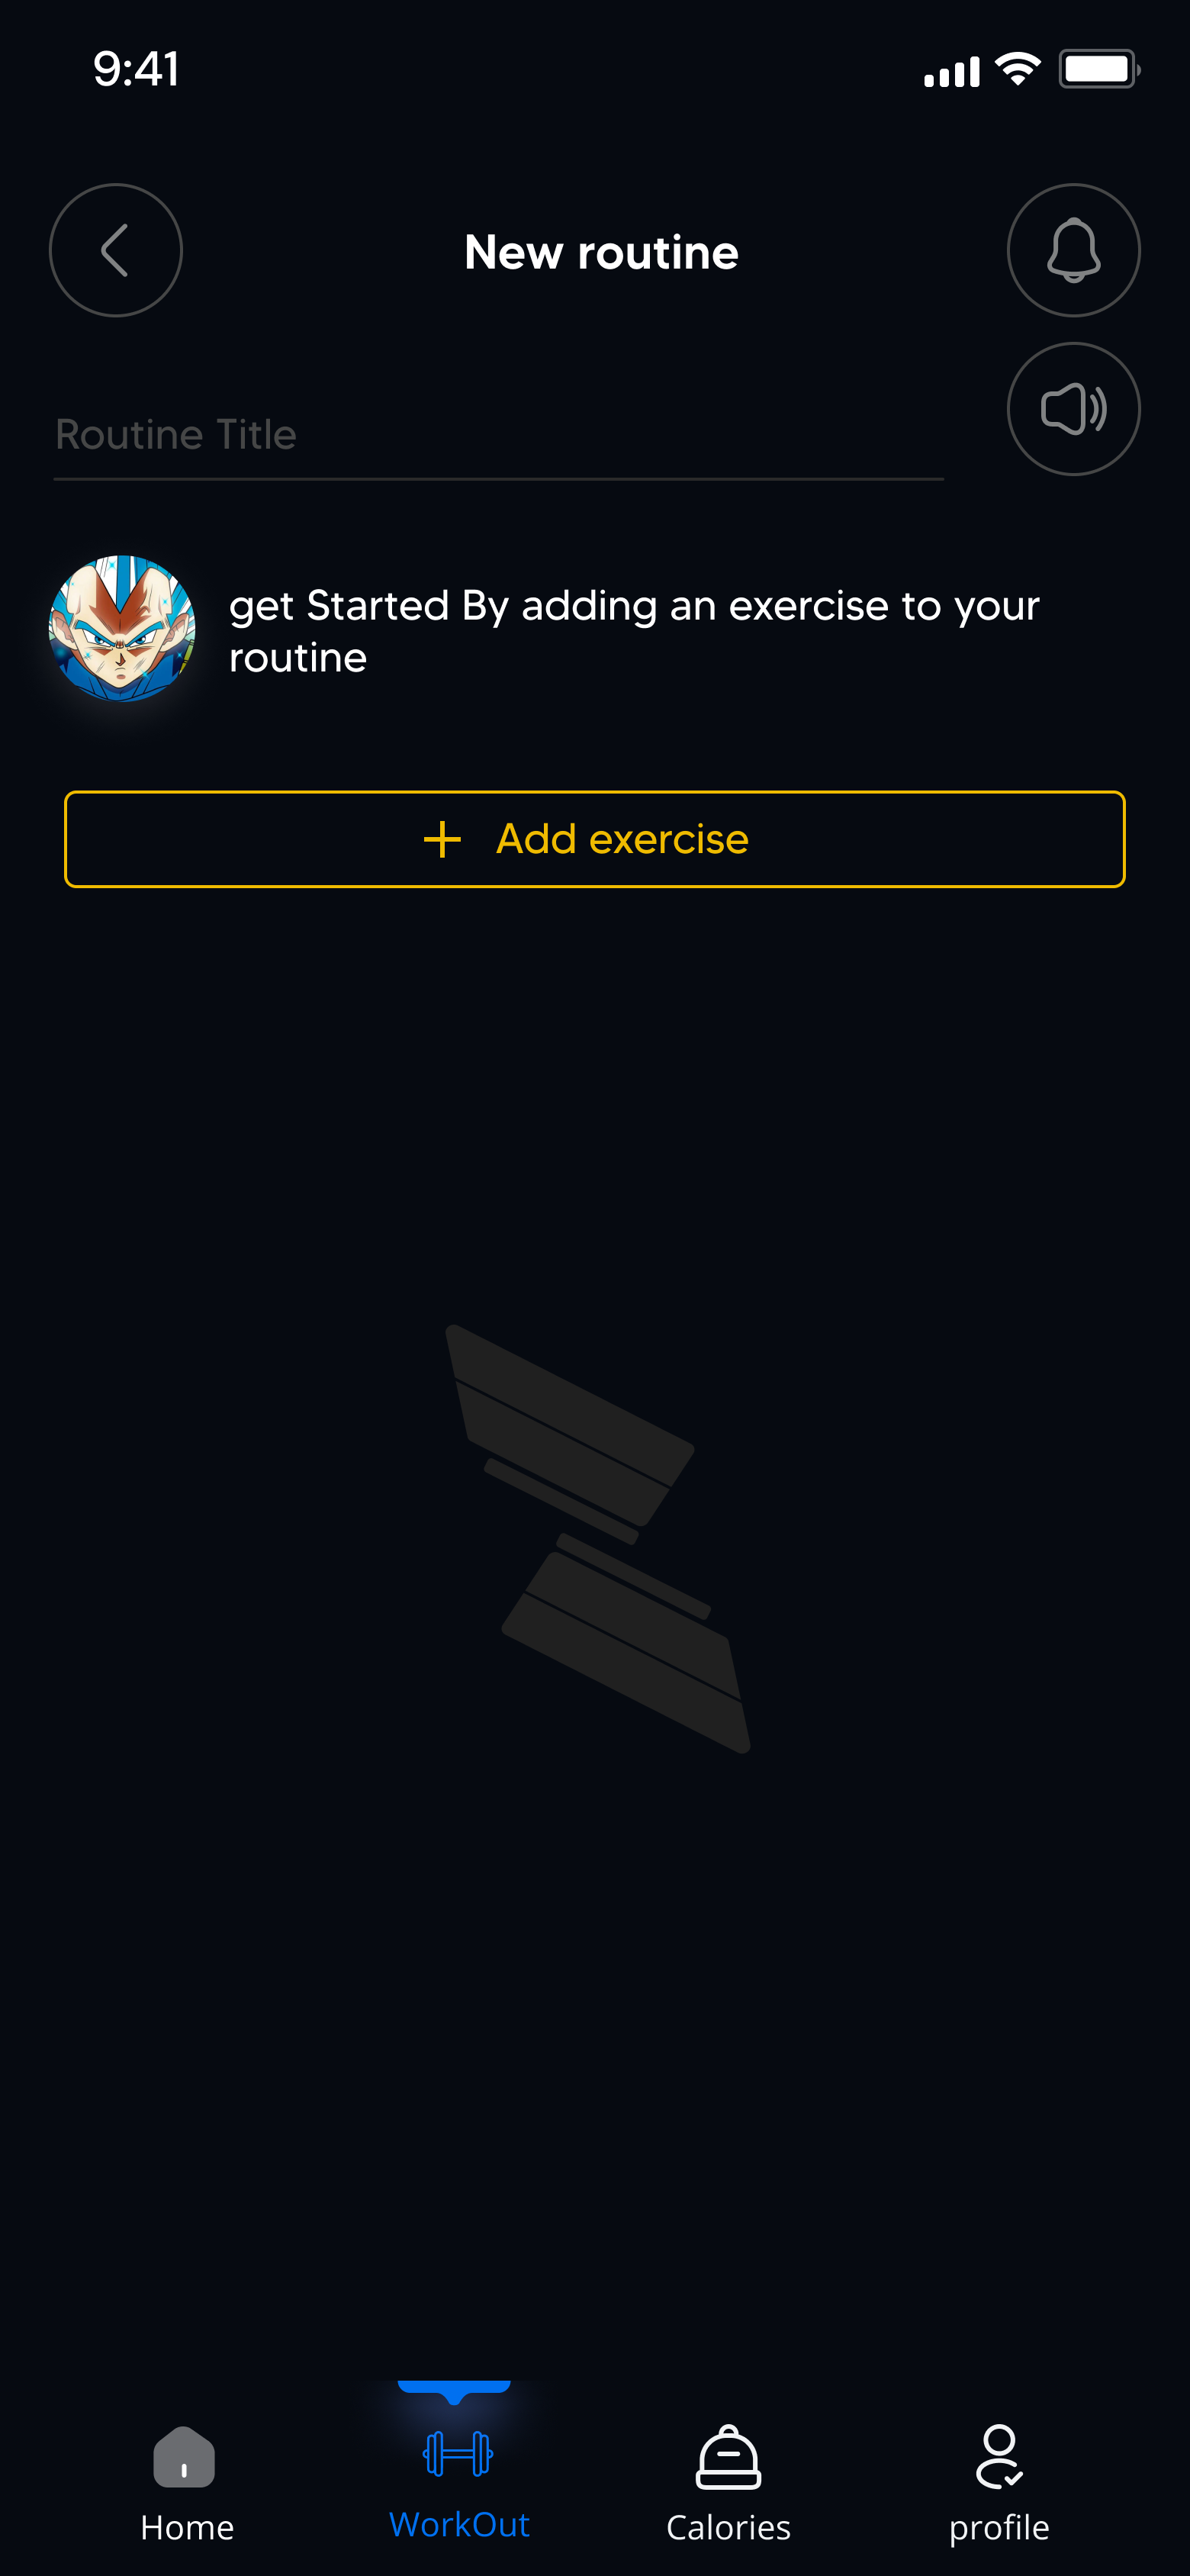 9:41
New routine
Routine Title
get Started By adding an exercise to your
routine
Add exercise
Home
WorkOut
Calories
profile